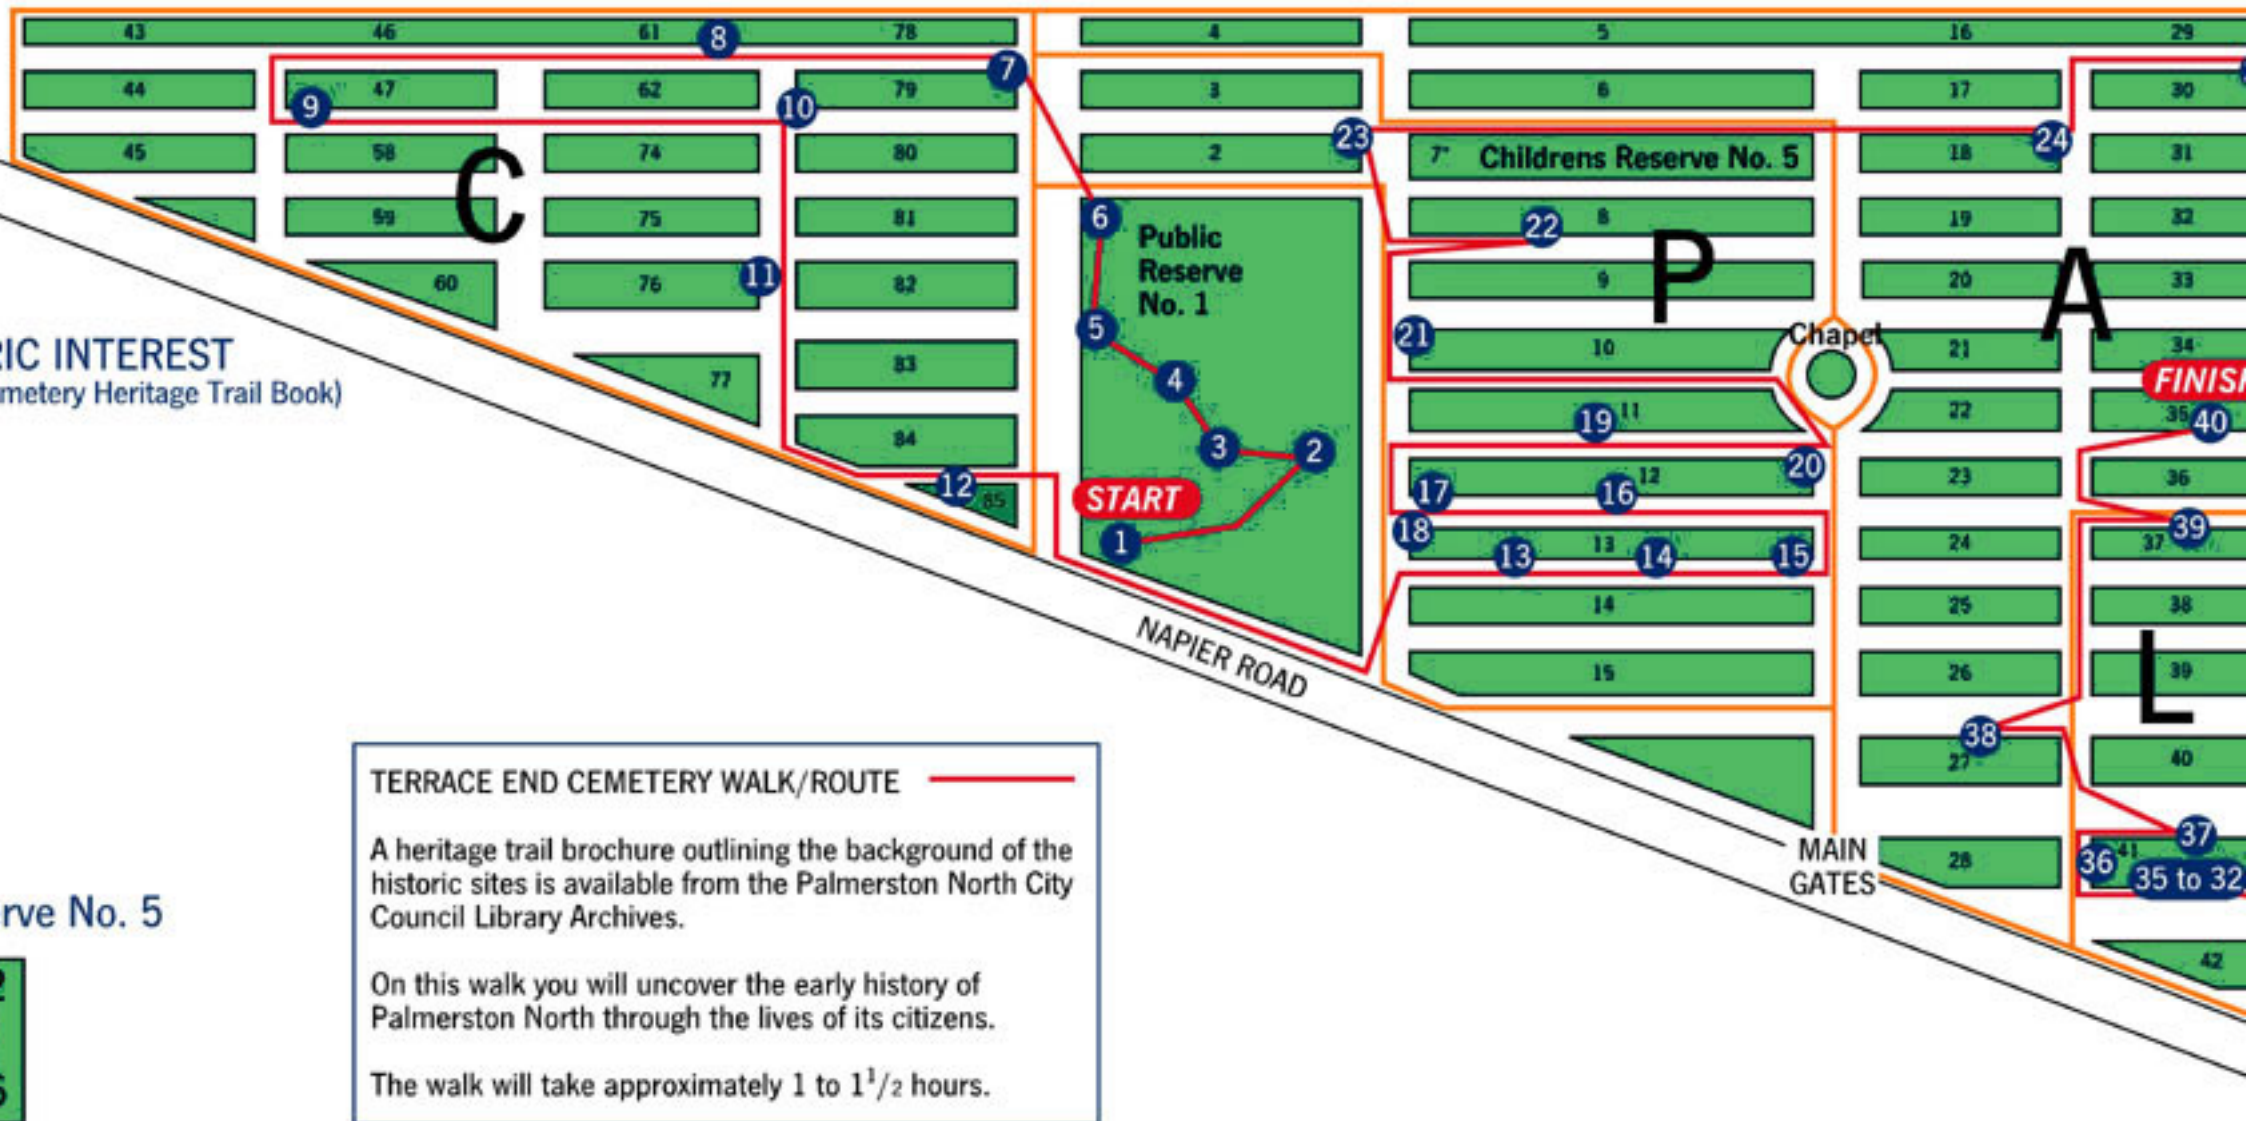 43 46 61 8 78 4 5 16 29
7
44 9 47 62 10 79 3 6 17 30
45 58 74 80 2 23 7* Childrens Reserve No. 5 18 24 31
C
59 75 81 6 8 22 19 32
Public
Reserve
No. 1
P
A
60 76 11 82 9 20 33
5 21 10 Chapel 21 34
RIC INTEREST
metery Heritage Trail Book)
77 83 4 FINISH
19 11 22 35 40
84 3 2 20
12 85 START 17 16 12 23 36
1 18 13 13 14 15 24 37 39
14 25 38
NAPIER ROAD
15 26 L 39
38 27 40
MAIN
GATES
28 36 41 37
35 to 32
42
rve No. 5
2
6
TERRACE END CEMETERY WALK/ROUTE
A heritage trail brochure outlining the background of the
historic sites is available from the Palmerston North City
Council Library Archives.
On this walk you will uncover the early history of
Palmerston North through the lives of its citizens.
The walk will take approximately 1 to 1 1/2 hours.